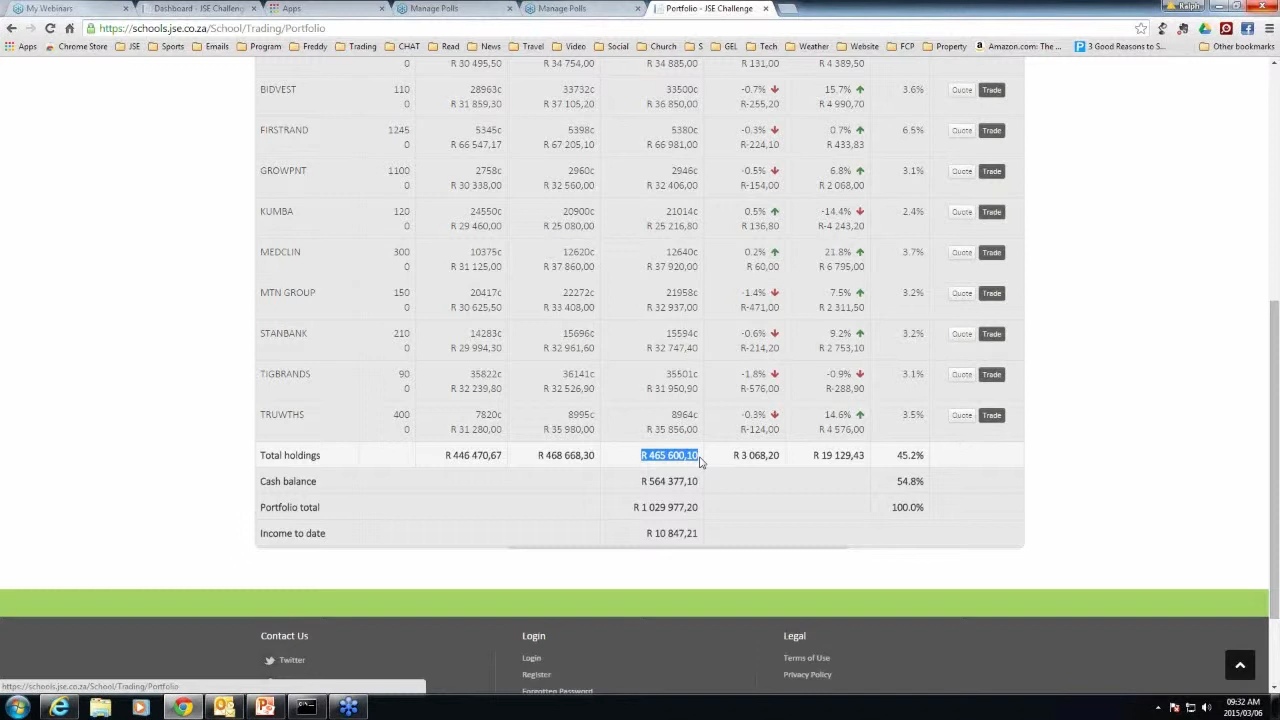 My Webinars
Dashboard - JSE Challenge
Apps
Manage Polls
Manage Polls
Portfolio - JSE Challenge
Ralph
https://schools.jse.co.za/School/Trading/Portfolio
Apps Chrome Store JSE Sports Emails Program Freddy Trading CHAT Read News Travel Video Social Church S GEL Tech Weather Website FCP Property Amazon.com: The ... 3 Good Reasons to S... Other bookmarks
0 R 30 495,50 R 34 754,00 R 34 885,00 R 131,00 R 4 389,50
BIDVEST 110 28963c 33732c 33500c -0.7% 15.7% 3.6% Quote Trade
0 R 31 859,30 R 37 105,20 R 36 850,00 R-255,20 R 4 990,70
FIRSTRAND 1245 5345c 5398c 5380c -0.3% 0.7% 6.5% Quote Trade
0 R 66 547,17 R 67 205,10 R 66 981,00 R-224,10 R 433,83
GROWPNT 1100 2758c 2960c 2946c -0.5% 6.8% 3.1% Quote Trade
0 R 30 338,00 R 32 560,00 R 32 406,00 R-154,00 R 2 068,00
KUMBA 120 24550c 20900c 21014c 0.5% -14.4% 2.4% Quote Trade
0 R 29 460,00 R 25 080,00 R 25 216,80 R 136,80 R-4 243,20
MEDCLIN 300 10375c 12620c 12640c 0.2% 21.8% 3.7% Quote Trade
0 R 31 125,00 R 37 860,00 R 37 920,00 R 60,00 R 6 795,00
MTN GROUP 150 20417c 22272c 21958c -1.4% 7.5% 3.2% Quote Trade
0 R 30 625,50 R 33 408,00 R 32 937,00 R-471,00 R 2 311,50
STANBANK 210 14283c 15696c 15594c -0.6% 9.2% 3.2% Quote Trade
0 R 29 994,30 R 32 961,60 R 32 747,40 R-214,20 R 2 753,10
TIGBRANDS 90 35822c 36141c 35501c -1.8% -0.9% 3.1% Quote Trade
0 R 32 239,80 R 32 526,90 R 31 950,90 R-576,00 R-288,90
TRUWTHS 400 7820c 8995c 8964c -0.3% 14.6% 3.5% Quote Trade
0 R 31 280,00 R 35 980,00 R 35 856,00 R-124,00 R 4 576,00
Total holdings R 446 470,67 R 468 668,30 R 465 600,10 R 3 068,20 R 19 129,43 45.2%
Cash balance R 564 377,10 54.8%
Portfolio total R 1 029 977,20 100.0%
Income to date R 10 847,21
Contact Us Login Legal
Twitter Login Terms of Use
Register Privacy Policy
Forgotten Password
https://schools.jse.co.za/School/Trading/Portfolio
09:32 AM
2015/03/06